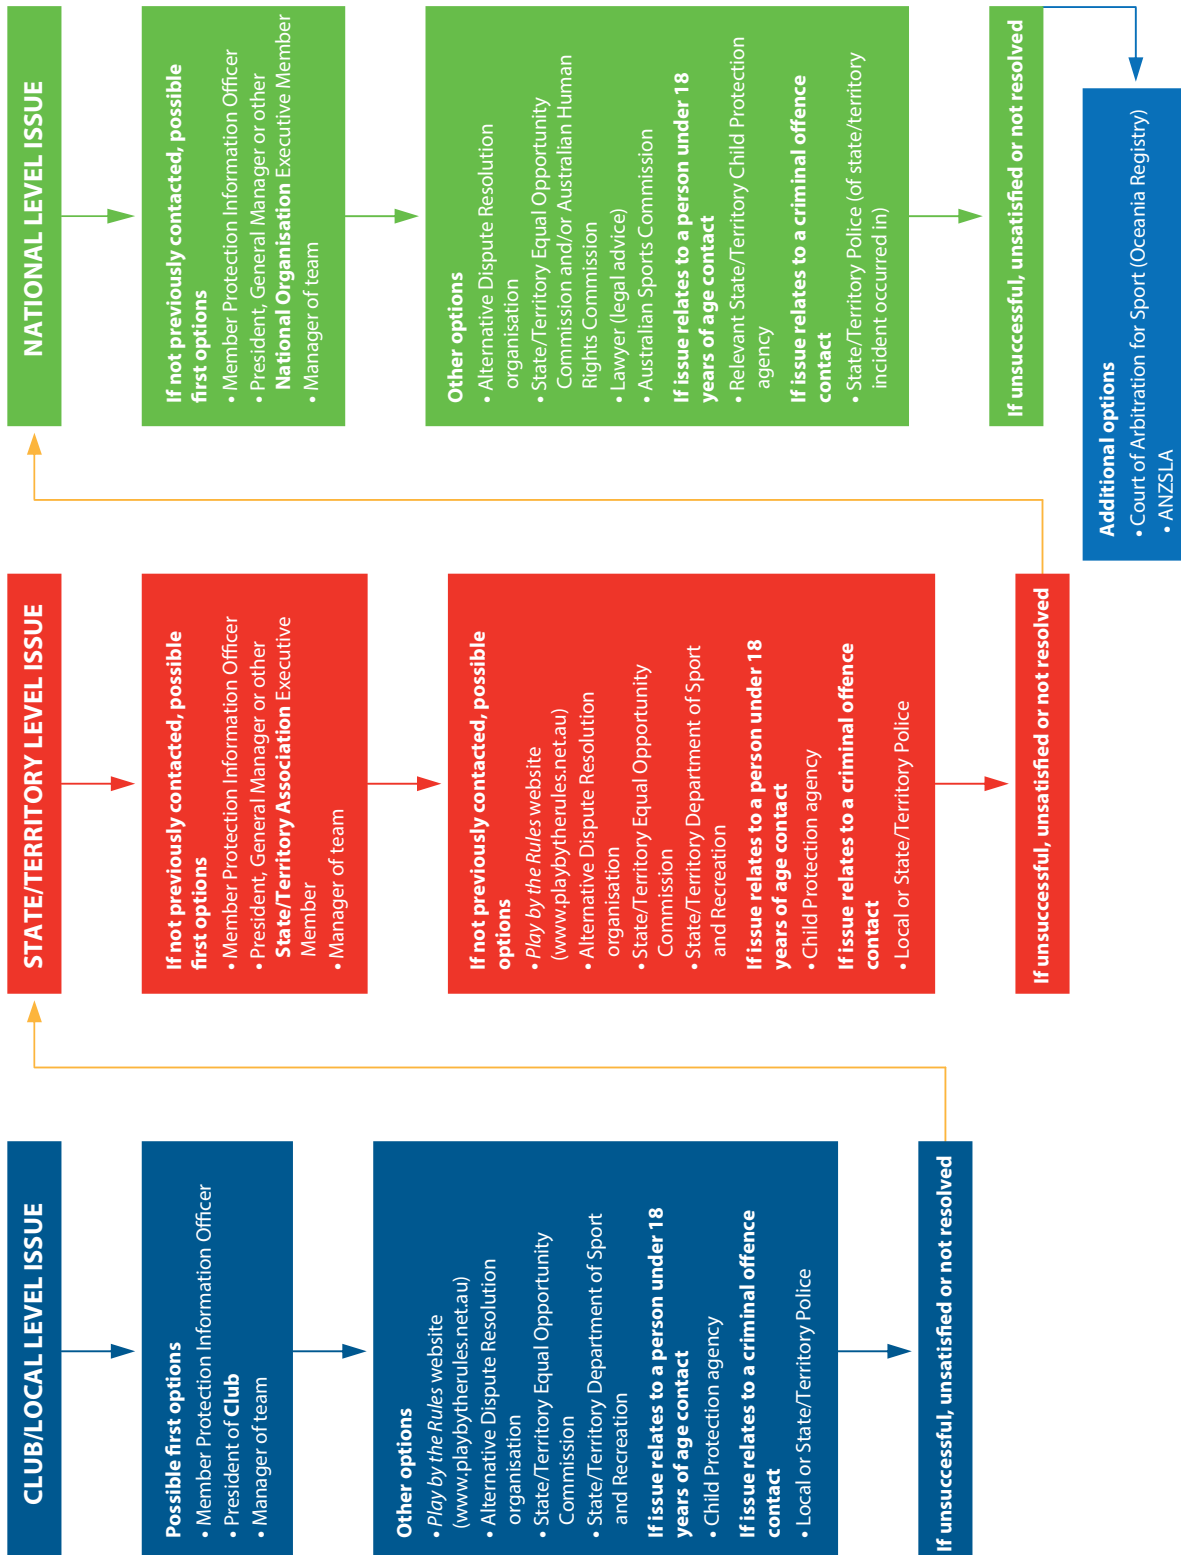 CLUB/LOCAL LEVEL ISSUE
Possible first options
• Member Protection Information Officer
• President of Club
• Manager of team
Other options
• Play by the Rules website
(www.playbytherules.net.au)
• Alternative Dispute Resolution
organisation
• State/Territory Equal Opportunity
Commission
• State/Territory Department of Sport
and Recreation
If issue relates to a person under 18
years of age contact
• Child Protection agency
If issue relates to a criminal offence
contact
• Local or State/Territory Police
If unsuccessful, unsatisfied or not resolved
STATE/TERRITORY LEVEL ISSUE
If not previously contacted, possible
first options
• Member Protection Information Officer
• President, General Manager or other
State/Territory Association Executive
Member
• Manager of team
If not previously contacted, possible
options
• Play by the Rules website
(www.playbytherules.net.au)
• Alternative Dispute Resolution
organisation
• State/Territory Equal Opportunity
Commission
• State/Territory Department of Sport
and Recreation
If issue relates to a person under 18
years of age contact
• Child Protection agency
If issue relates to a criminal offence
contact
• Local or State/Territory Police
If unsuccessful, unsatisfied or not resolved
NATIONAL LEVEL ISSUE
If not previously contacted, possible
first options
• Member Protection Information Officer
• President, General Manager or other
National Organisation Executive Member
• Manager of team
Other options
• Alternative Dispute Resolution
organisation
• State/Territory Equal Opportunity
Commission and/or Australian Human
Rights Commission
• Lawyer (legal advice)
• Australian Sports Commission
If issue relates to a person under 18
years of age contact
• Relevant State/Territory Child Protection
agency
If issue relates to a criminal offence
contact
• State/Territory Police (of state/territory
incident occurred in)
If unsuccessful, unsatisfied or not resolved
Additional options
• Court of Arbitration for Sport (Oceania Registry)
• ANZSLA